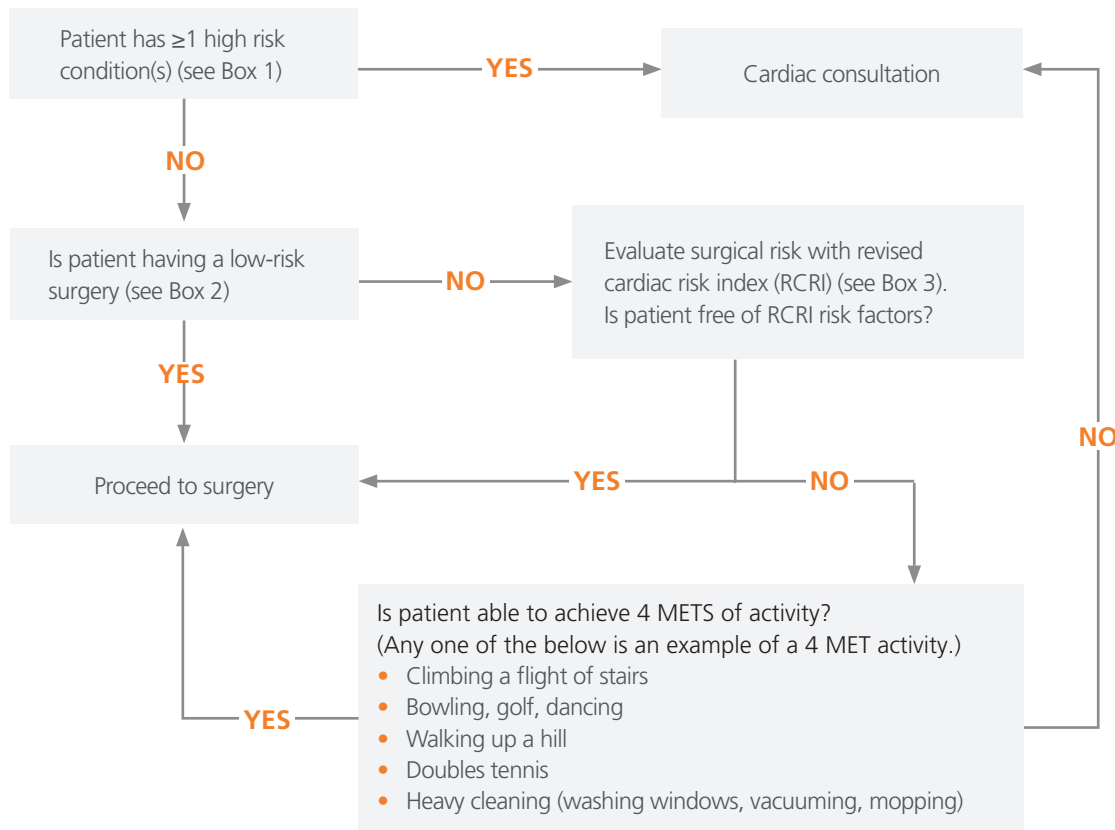 Patient has ≥1 high risk
condition(s) (see Box 1)
YES
Cardiac consultation
NO
Is patient having a low-risk
surgery (see Box 2)
NO
Evaluate surgical risk with revised
cardiac risk index (RCRI) (see Box 3).
Is patient free of RCRI risk factors?
YES
NO
Proceed to surgery
YES
NO
Is patient able to achieve 4 METS of activity?
(Any one of the below is an example of a 4 MET activity.)
• Climbing a flight of stairs
• Bowling, golf, dancing
• Walking up a hill
• Doubles tennis
• Heavy cleaning (washing windows, vacuuming, mopping)
YES